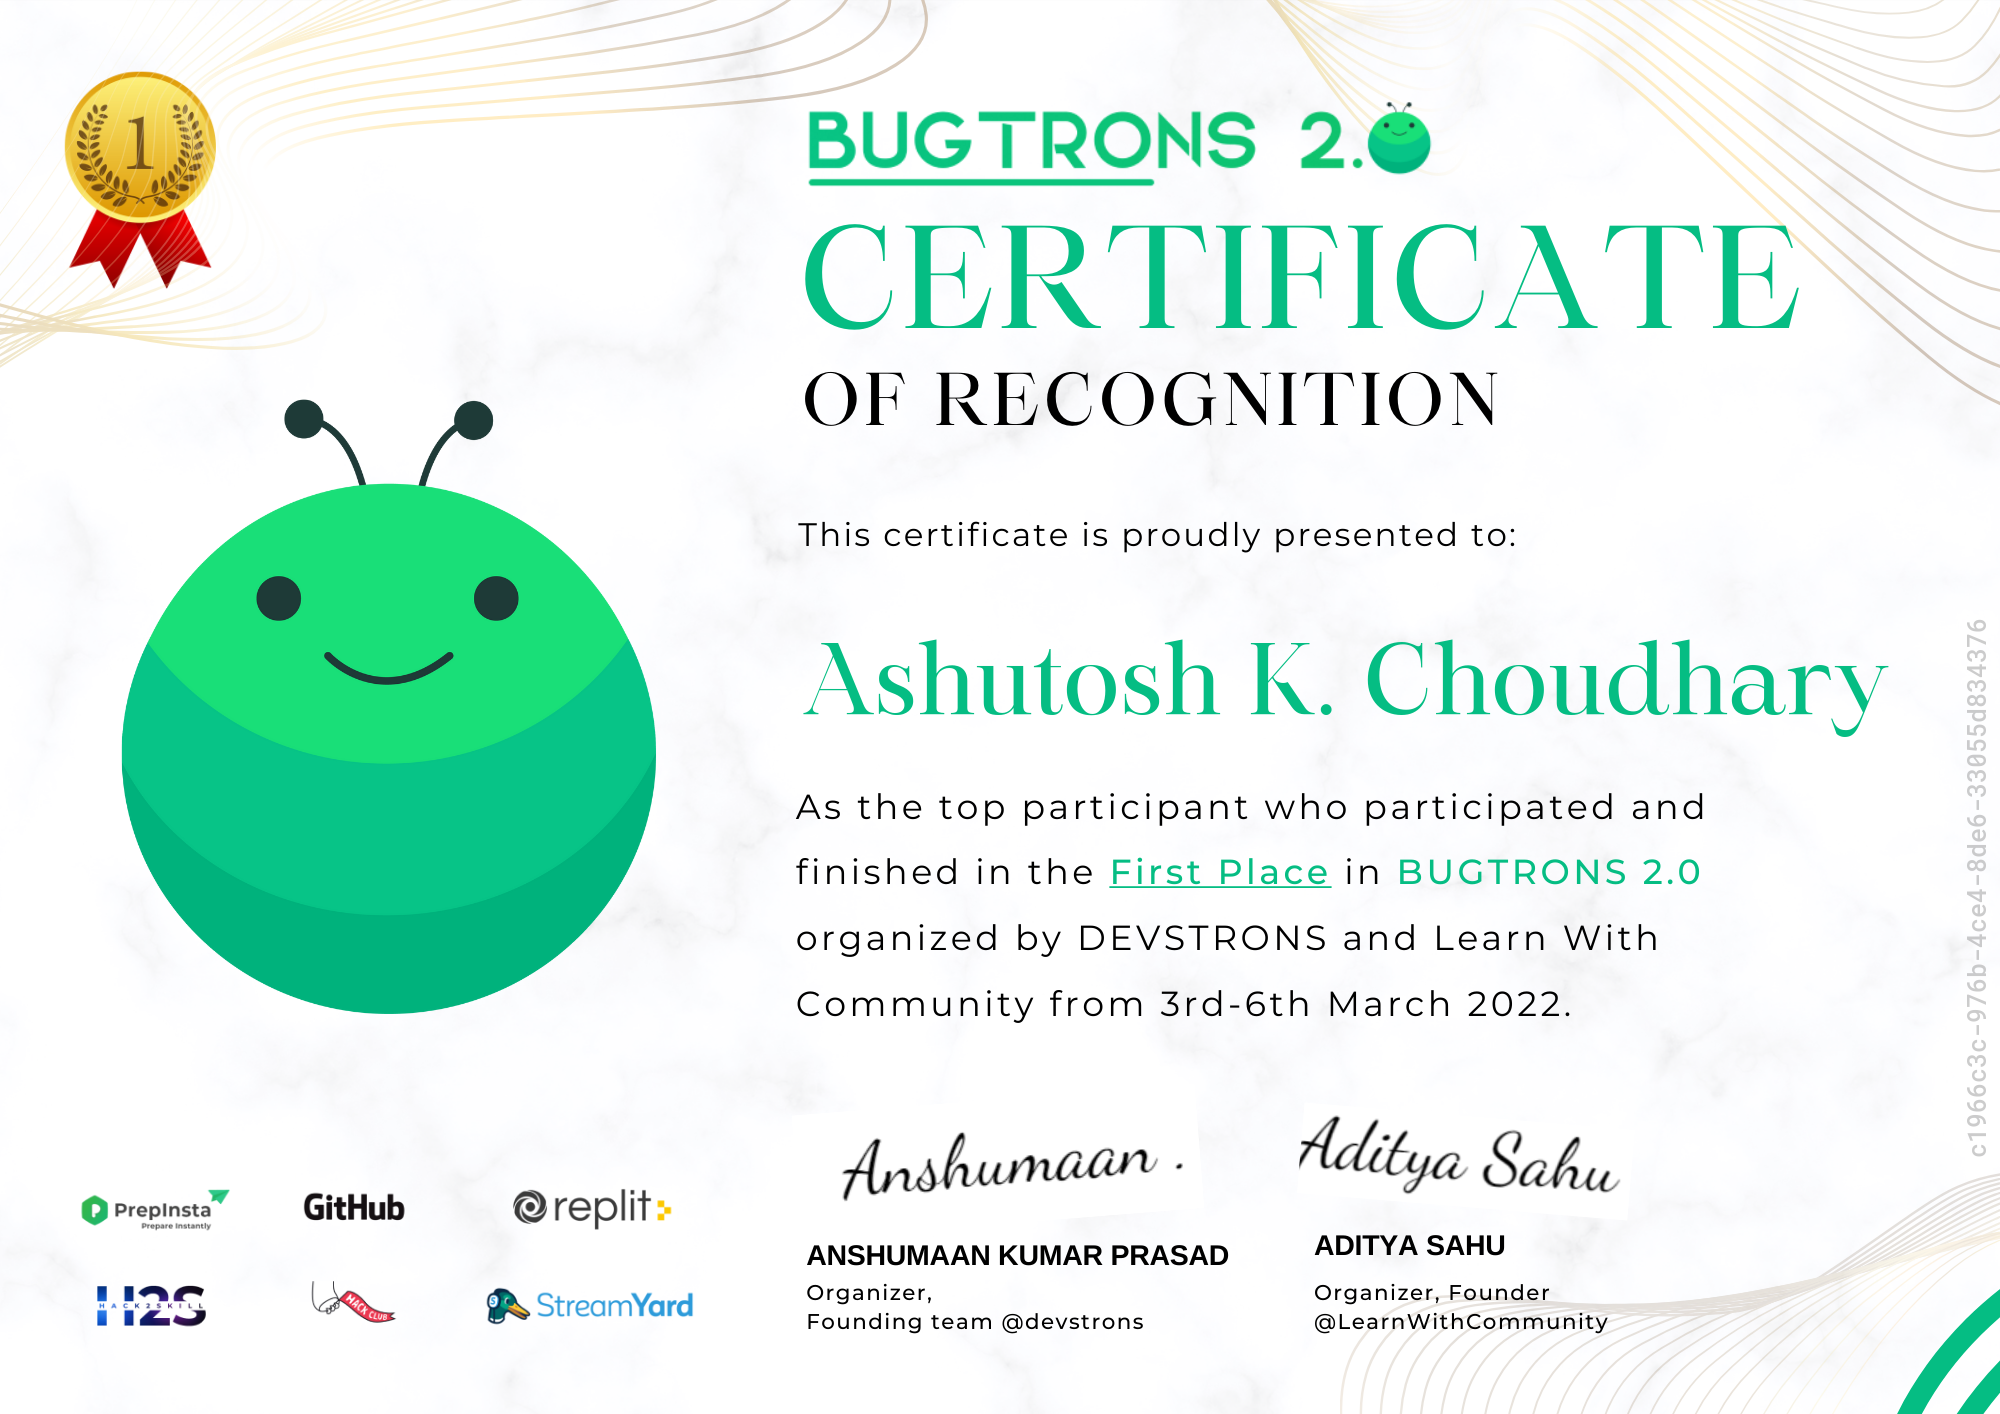 1
BUGTRONS 2.0
CERTIFICATE
OF RECOGNITION
This certificate is proudly presented to:
Ashutosh K. Choudhary
As the top participant who participated and
finished in the First Place in BUGTRONS 2.0
organized by DEVSTRONS and Learn With
Community from 3rd-6th March 2022.
Anshumaan .
ANSHUMAAN KUMAR PRASAD
Organizer,
Founding team @devstrons
Aditya Sahu
ADITYA SAHU
Organizer, Founder
@LearnWithCommunity
PrepInsta
Prepare Instantly
GitHub
replit
H2S
HACK2SKILL
HACK CLUB
StreamYard
c1966c3c-976b-4ce4-8de6-33055d834376